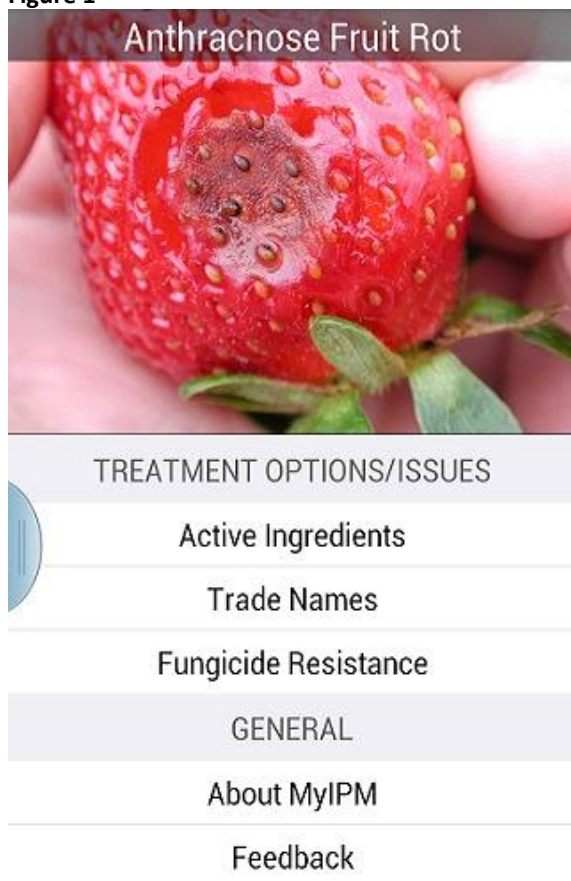 Figure 1
Anthracnose Fruit Rot
TREATMENT OPTIONS/ISSUES
Active Ingredients
Trade Names
Fungicide Resistance
GENERAL
About MyIPM
Feedback